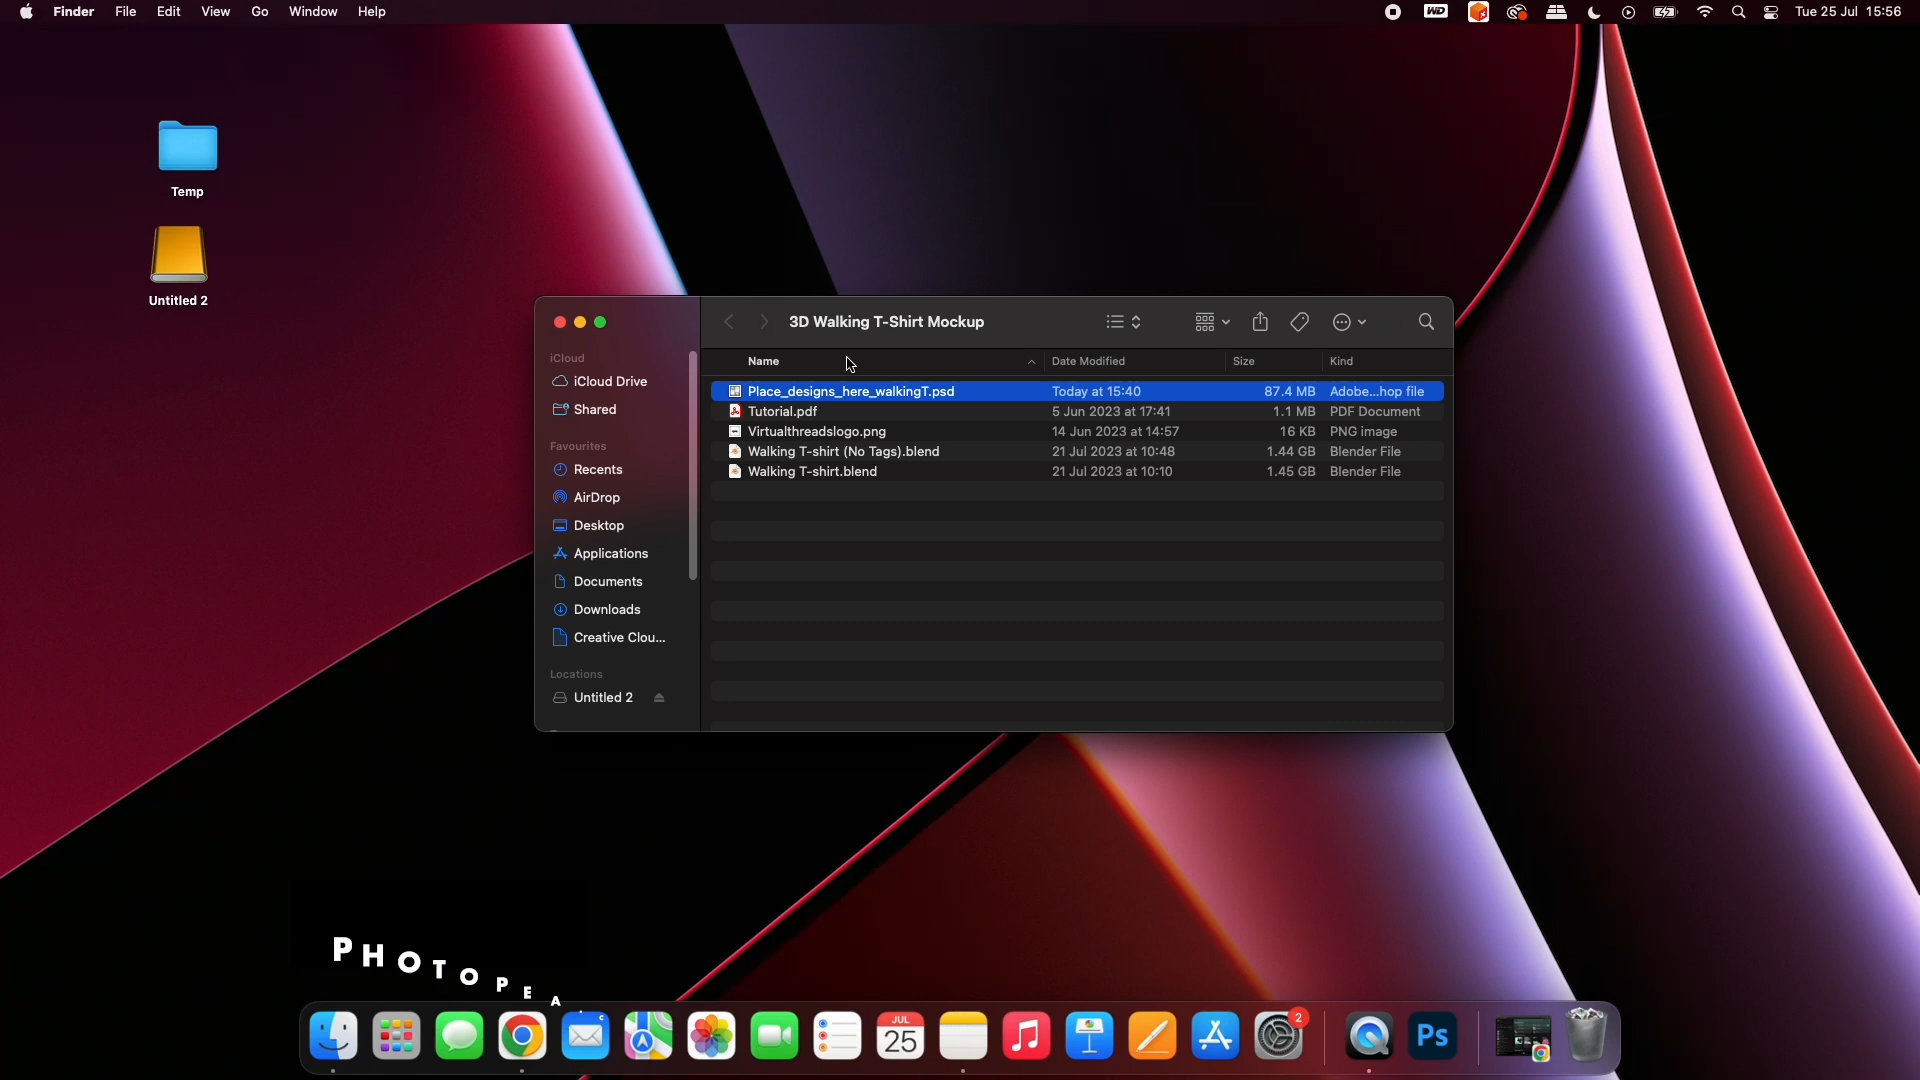 Finder File Edit View Go Window Help
WD
Tue 25 Jul 15:56
Temp
Untitled 2
3D Walking T-Shirt Mockup
iCloud
iCloud Drive
Shared
Favourites
Recents
AirDrop
Desktop
Applications
Documents
Downloads
Creative Clou...
Locations
Untitled 2
Name Date Modified Size Kind
Place_designs_here_walkingT.psd Today at 15:40 87.4 MB Adobe...hop file
Tutorial.pdf 5 Jun 2023 at 17:41 1.1 MB PDF Document
Virtualthreadslogo.png 14 Jun 2023 at 14:57 16 KB PNG image
Walking T-shirt (No Tags).blend 21 Jul 2023 at 10:48 1.44 GB Blender File
Walking T-shirt.blend 21 Jul 2023 at 10:10 1.45 GB Blender File
PHOTOPEA
JUL
25
2
Ps